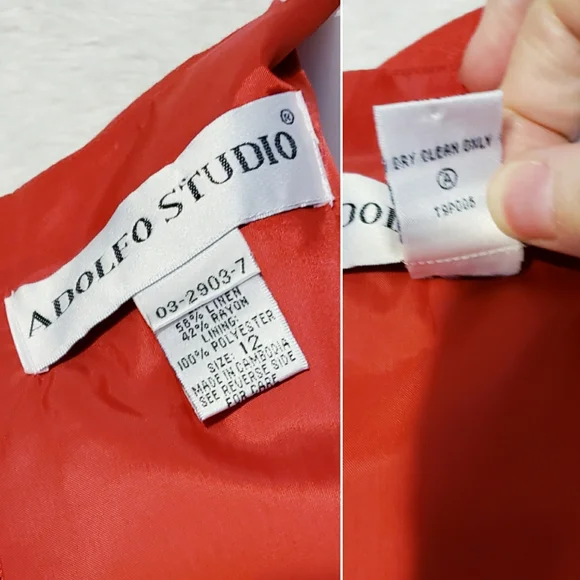 ADOLFO STUDIO®
03-2903-7
58% LINEN
42% RAYON
LINING:
100% POLYESTER
SIZE: 12
MADE IN CAMBODIA
SEE REVERSE SIDE
FOR CARE
DRY CLEAN ONLY
A
DOL